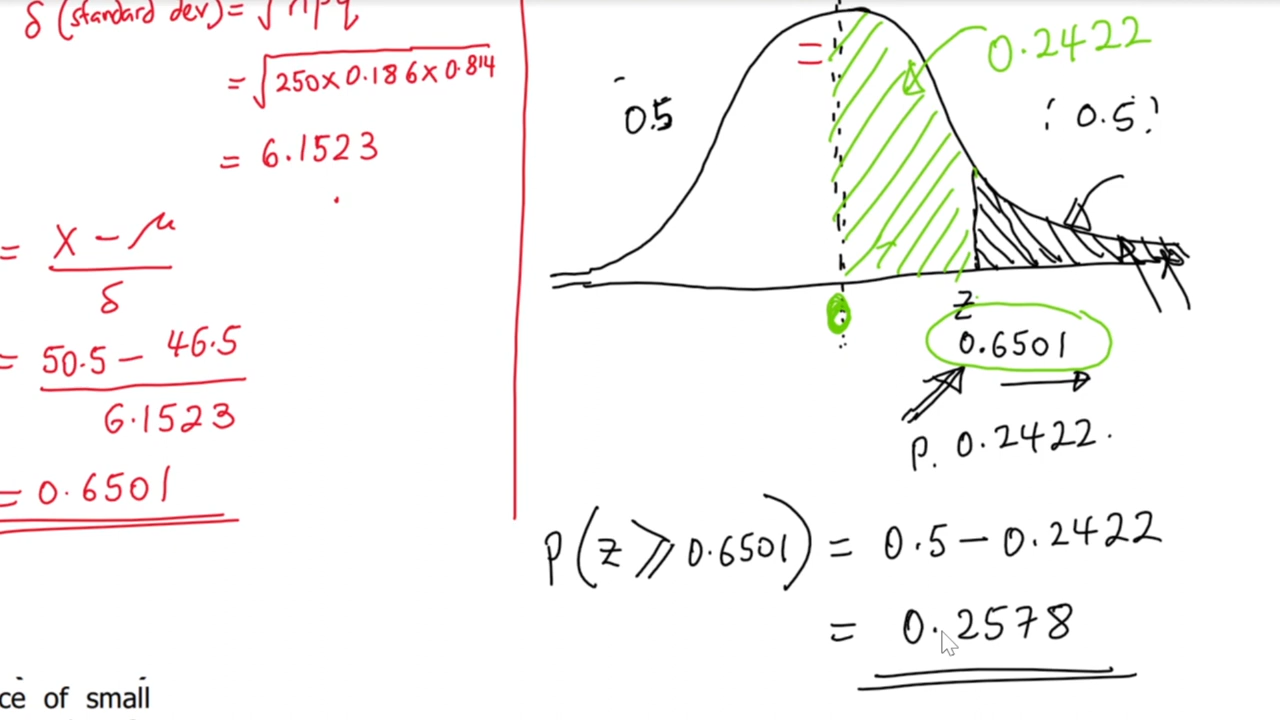 δ (standard dev) = √npq
= √250 × 0.186 × 0.814
= 6.1523
= X - μ
δ
= 50.5 - 46.5
6.1523
= 0.6501
=
0.2422
0.5
0.5
0
Z
0.6501
P. 0.2422.
P(Z ⩾ 0.6501) = 0.5 - 0.2422
= 0.2578
ce of small